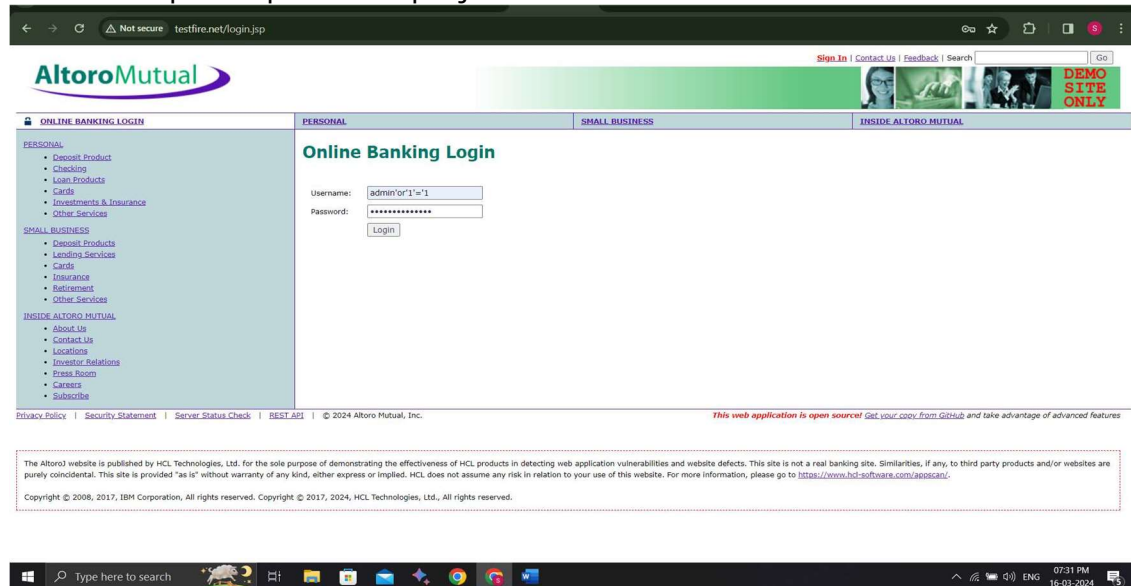 Not secure testfire.net/login.jsp
S
Sign In | Contact Us | Feedback | Search Go
AltoroMutual
DEMO
SITE
ONLY
ONLINE BANKING LOGIN PERSONAL SMALL BUSINESS INSIDE ALTORO MUTUAL
PERSONAL
• Deposit Product
• Checking
• Loan Products
• Cards
• Investments & Insurance
• Other Services
SMALL BUSINESS
• Deposit Products
• Lending Services
• Cards
• Insurance
• Retirement
• Other Services
INSIDE ALTORO MUTUAL
• About Us
• Contact Us
• Locations
• Investor Relations
• Press Room
• Careers
• Subscribe
Online Banking Login
Username: admin'or'1'='1
Password: ••••••••••••••
Login
Privacy Policy | Security Statement | Server Status Check | REST API | © 2024 Altoro Mutual, Inc. This web application is open source! Get your copy from GitHub and take advantage of advanced features
The AltoroJ website is published by HCL Technologies, Ltd. for the sole purpose of demonstrating the effectiveness of HCL products in detecting web application vulnerabilities and website defects. This site is not a real banking site. Similarities, if any, to third party products and/or websites are
purely coincidental. This site is provided "as is" without warranty of any kind, either express or implied. HCL does not assume any risk in relation to your use of this website. For more information, please go to https://www.hcl-software.com/appscan/.
Copyright © 2008, 2017, IBM Corporation, All rights reserved. Copyright © 2017, 2024, HCL Technologies, Ltd., All rights reserved.
Type here to search
ENG 07:31 PM
16-03-2024
5